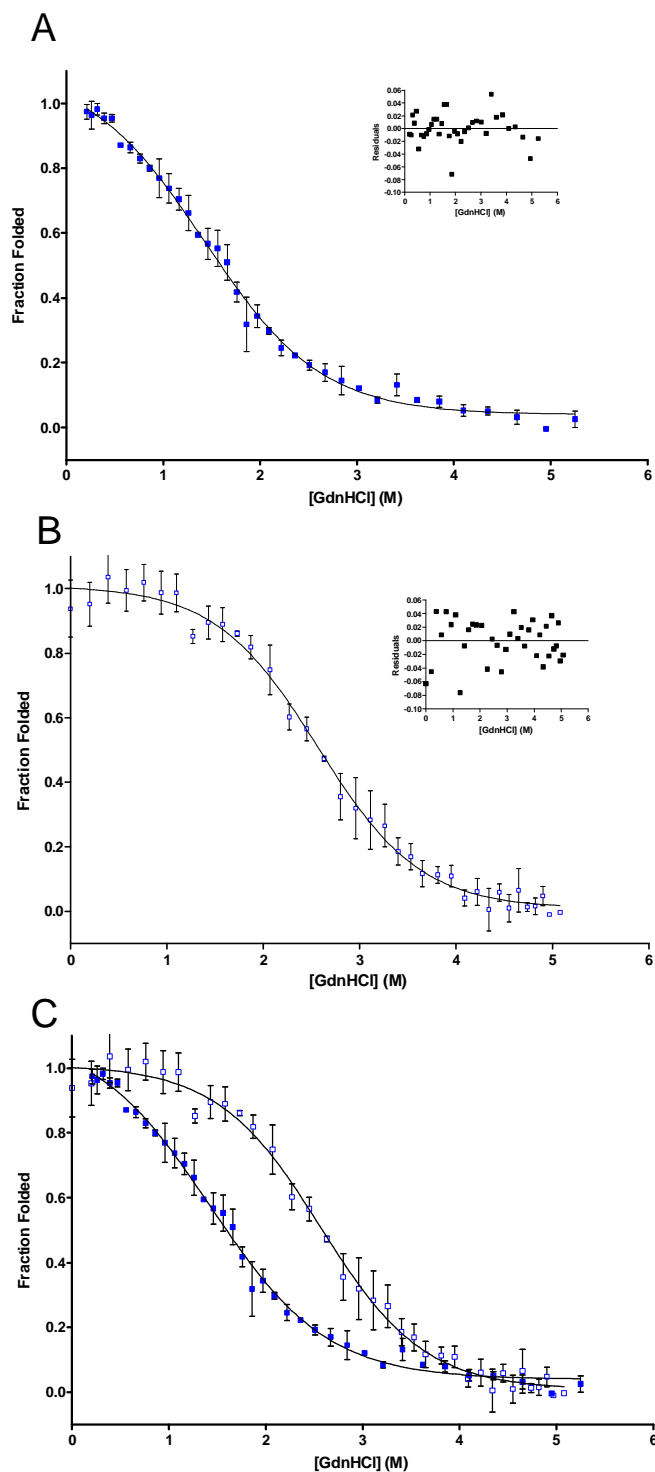 A
1.0
0.8
0.6
0.4
0.2
0.0
Fraction Folded
0 1 2 3 4 5 6
[GdnHCl] (M)
0.06
0.04
0.02
0.00
-0.02
-0.04
-0.06
-0.08
-0.10
Residuals
0 1 2 3 4 5 6
[GdnHCl] (M)
B
1.0
0.8
0.6
0.4
0.2
0.0
Fraction Folded
0 1 2 3 4 5 6
[GdnHCl] (M)
0.06
0.04
0.02
0.00
-0.02
-0.04
-0.06
-0.08
-0.10
Residuals
0 1 2 3 4 5 6
[GdnHCl] (M)
C
1.0
0.8
0.6
0.4
0.2
0.0
Fraction Folded
0 1 2 3 4 5 6
[GdnHCl] (M)